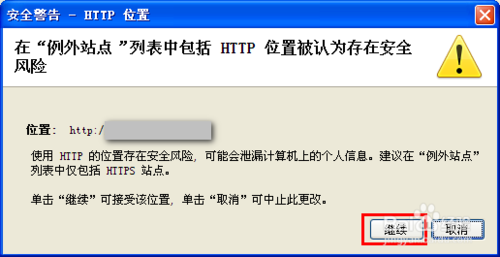 安全警告 - HTTP 位置
在“例外站点”列表中包括 HTTP 位置被认为存在安全
风险
位置: http:/
使用 HTTP 的位置存在安全风险, 可能会泄漏计算机上的个人信息。建议在“例外站点”
列表中仅包括 HTTPS 站点。
单击“继续”可接受该位置, 单击“取消”可中止此更改。
继续 取消